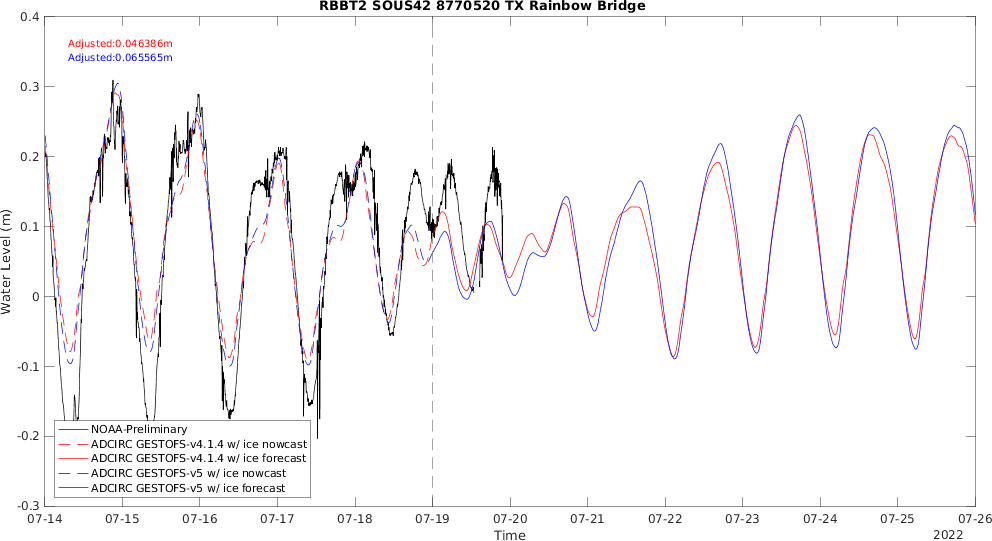 RBBT2 SOUS42 8770520 TX Rainbow Bridge
Adjusted:0.046386m
Adjusted:0.065565m
Water Level (m)
0.4
0.3
0.2
0.1
0
-0.1
-0.2
-0.3
NOAA-Preliminary
ADCIRC GESTOFS-v4.1.4 w/ ice nowcast
ADCIRC GESTOFS-v4.1.4 w/ ice forecast
ADCIRC GESTOFS-v5 w/ ice nowcast
ADCIRC GESTOFS-v5 w/ ice forecast
07-14 07-15 07-16 07-17 07-18 07-19 07-20 07-21 07-22 07-23 07-24 07-25 07-26
Time
2022